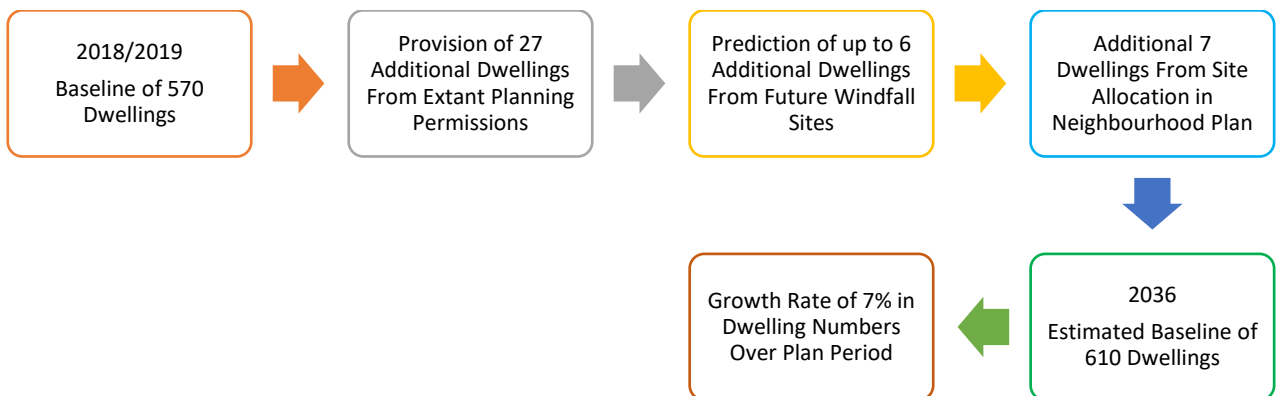 2018/2019
Baseline of 570
Dwellings
Provision of 27
Additional Dwellings
From Extant Planning
Permissions
Prediction of up to 6
Additional Dwellings
From Future Windfall
Sites
Additional 7
Dwellings From Site
Allocation in
Neighbourhood Plan
2036
Estimated Baseline of
610 Dwellings
Growth Rate of 7% in
Dwelling Numbers
Over Plan Period